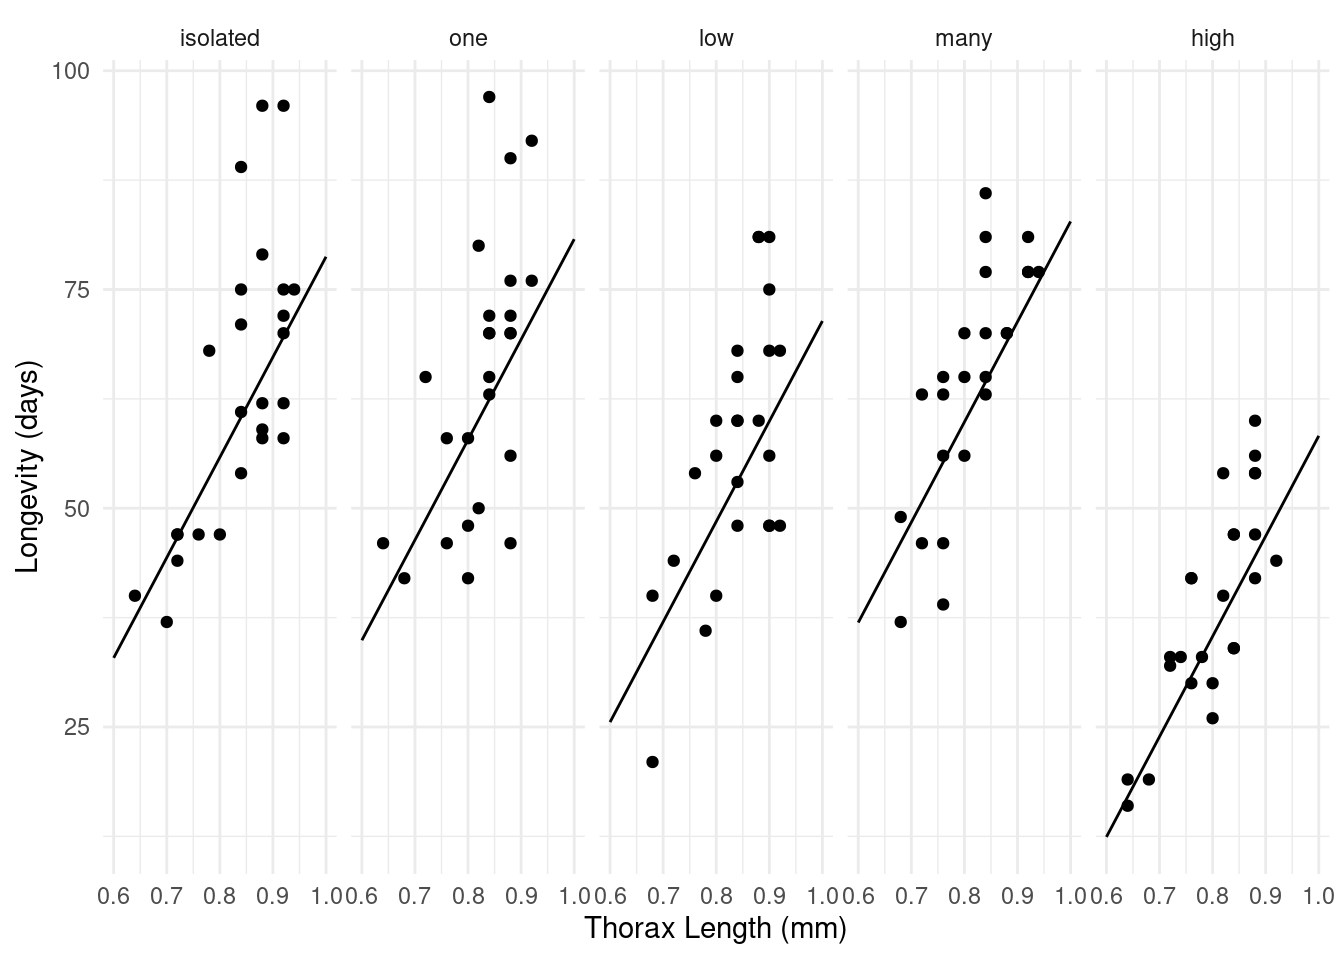 isolated one low many high
100
75
50
25
Longevity (days)
0.6 0.7 0.8 0.9 1.0 0.6 0.7 0.8 0.9 1.0 0.6 0.7 0.8 0.9 1.0 0.6 0.7 0.8 0.9 1.0 0.6 0.7 0.8 0.9 1.0
Thorax Length (mm)